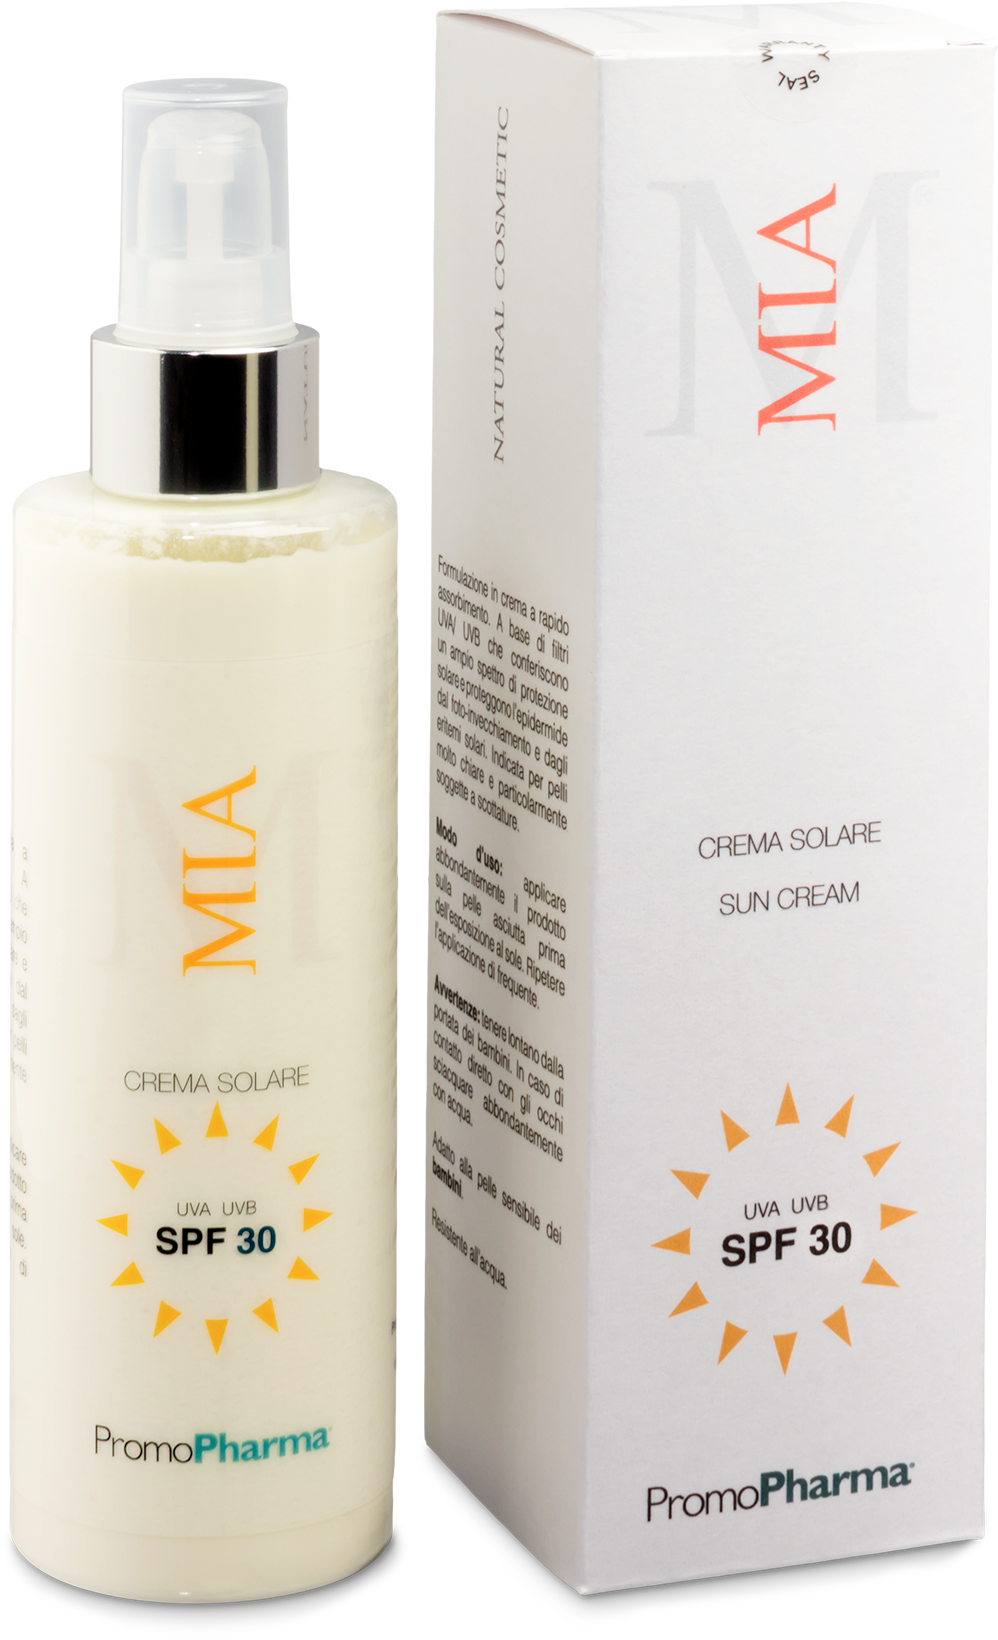 MIA
CREMA SOLARE
UVA UVB
SPF 30
PromoPharma
NATURAL COSMETIC
Formulazione in crema a rapido
assorbimento. A base di filtri
UVA/ UVB che conferiscono
un ampio spettro di protezione
solare e proteggono l'epidermide
dal foto-invecchiamento e dagli
eritemi solari. Indicata per pelli
molto chiare e particolarmente
soggette a scottature.
Modo d'uso: applicare
abbondantemente il prodotto
sulla pelle asciutta prima
dell'esposizione al sole. Ripetere
l'applicazione di frequente.
Avvertenze: tenere lontano dalla
portata dei bambini. In caso di
contatto diretto con gli occhi
sciacquare abbondantemente
con acqua.
Adatto alla pelle sensibile dei
bambini.
Resistente all'acqua.
WARRANTY
SEAL
M®
MIA
CREMA SOLARE
SUN CREAM
UVA UVB
SPF 30
PromoPharma